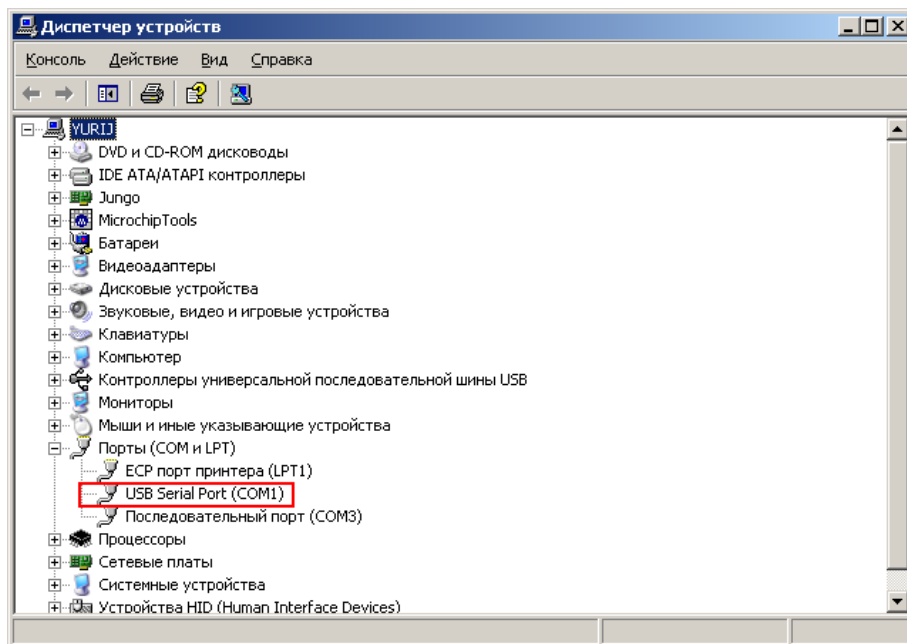 Диспетчер устройств
Консоль Действие Вид Справка
YURIJ
DVD и CD-ROM дисководы
IDE ATA/ATAPI контроллеры
Jungo
MicrochipTools
Батареи
Видеоадаптеры
Дисковые устройства
Звуковые, видео и игровые устройства
Клавиатуры
Компьютер
Контроллеры универсальной последовательной шины USB
Мониторы
Мыши и иные указывающие устройства
Порты (COM и LPT)
ECP порт принтера (LPT1)
USB Serial Port (COM1)
Последовательный порт (COM3)
Процессоры
Сетевые платы
Системные устройства
Устройства HID (Human Interface Devices)